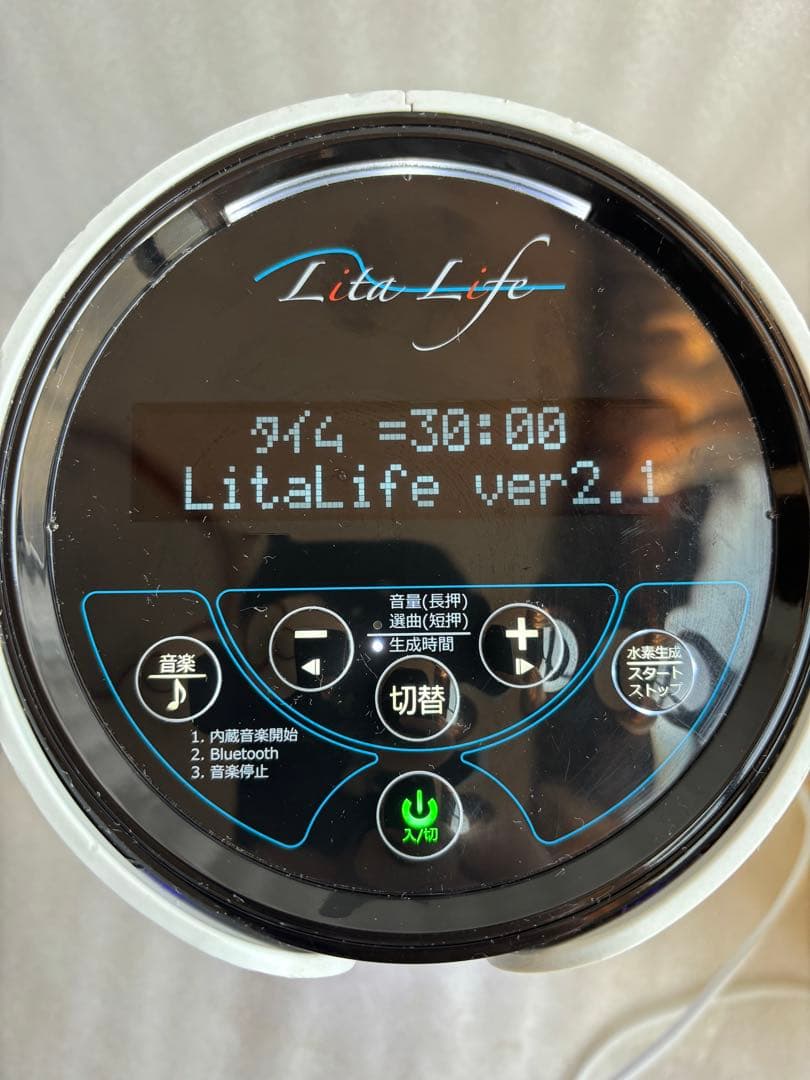 Lita Life
タイム =30:00
LitaLife ver2.1
音量(長押)
選曲(短押)
生成時間
音楽
−
+
切替
水素生成
スタート
ストップ
1. 内蔵音楽開始
2. Bluetooth
3. 音楽停止
入/切